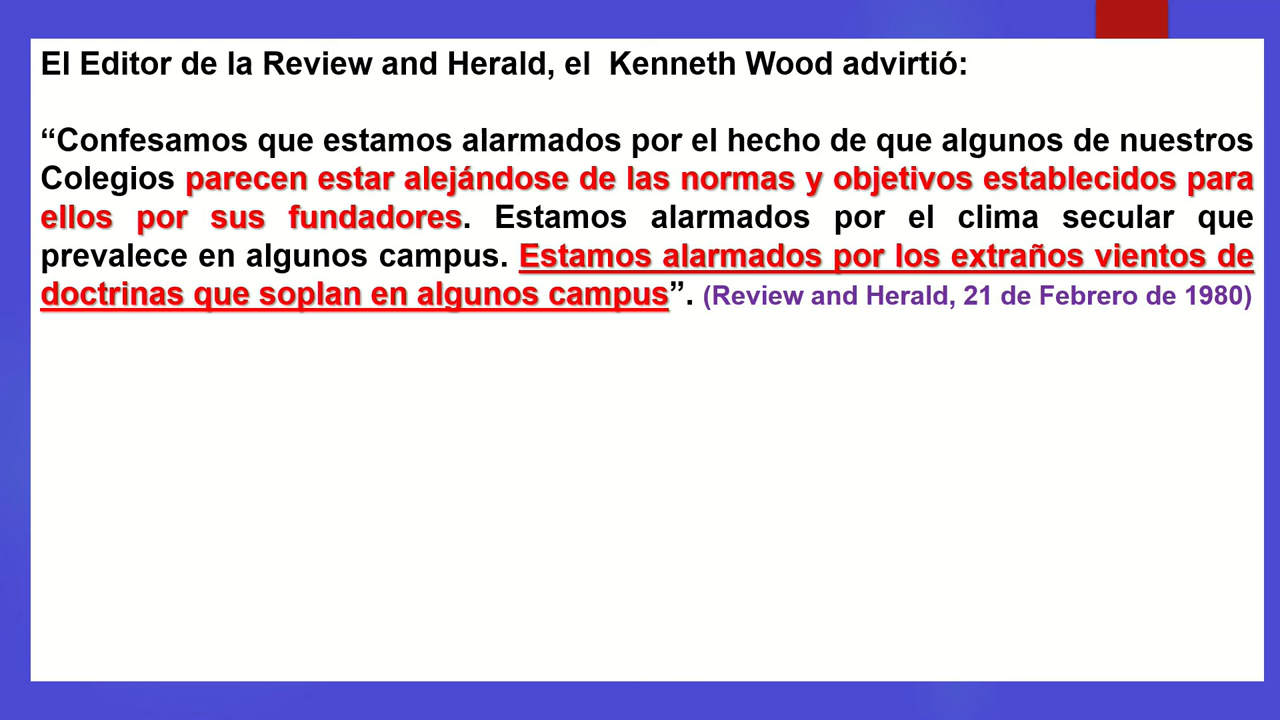 El Editor de la Review and Herald, el  Kenneth Wood advirtió:
“Confesamos que estamos alarmados por el hecho de que algunos de nuestros
Colegios parecen estar alejándose de las normas y objetivos establecidos para
ellos por sus fundadores. Estamos alarmados por el clima secular que
prevalece en algunos campus. Estamos alarmados por los extraños vientos de
doctrinas que soplan en algunos campus”. (Review and Herald, 21 de Febrero de 1980)